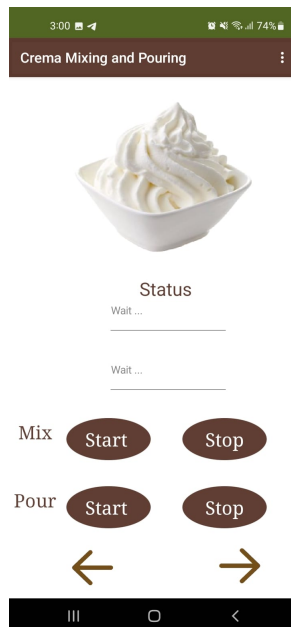 3:00 74%
Crema Mixing and Pouring
Status
Wait ...
Wait ...
Mix Start Stop
Pour Start Stop